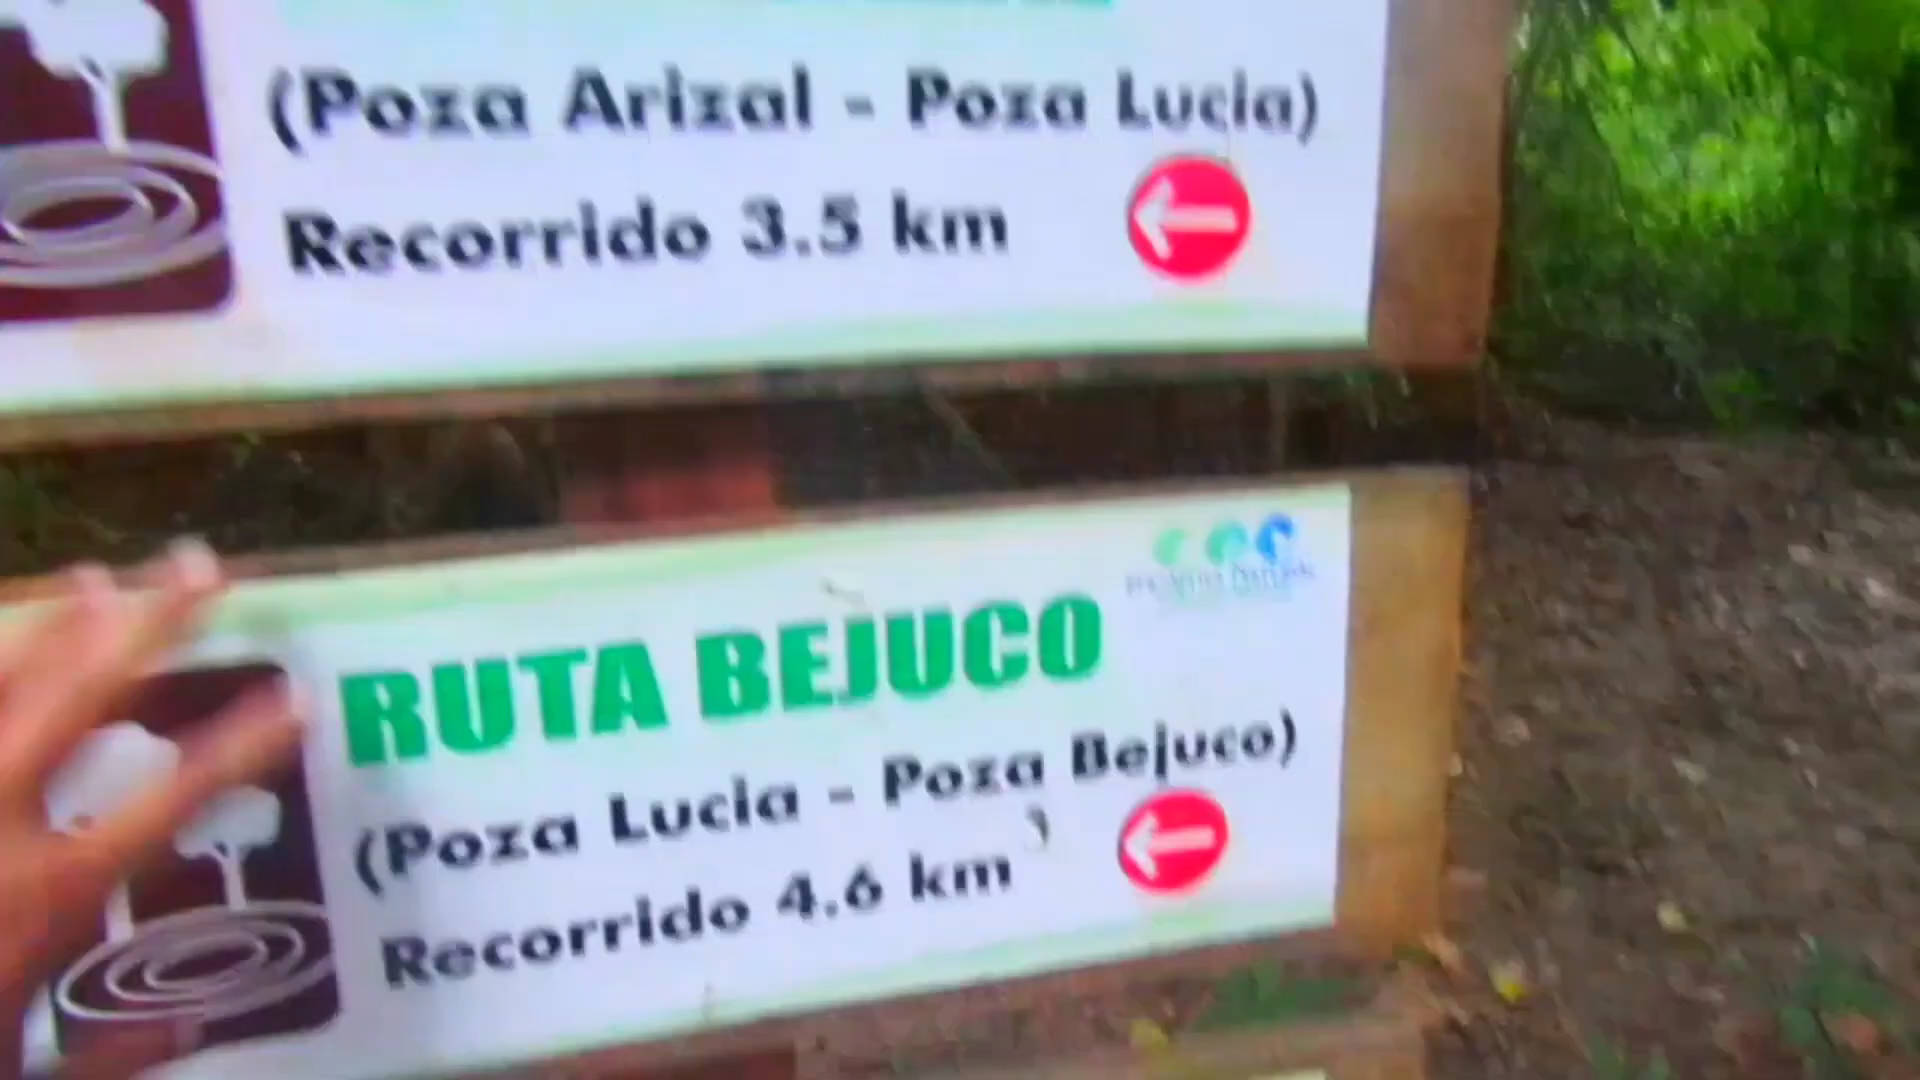 (Poza Arizal - Poza Lucia)
Recorrido 3.5 km
RUTA BEJUCO
(Poza Lucia - Poza Bejuco)
Recorrido 4.6 km